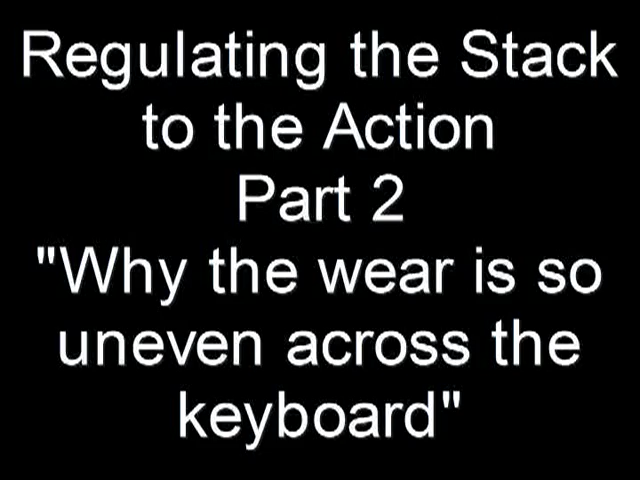 Regulating the Stack
to the Action
Part 2
"Why the wear is so
uneven across the
keyboard"